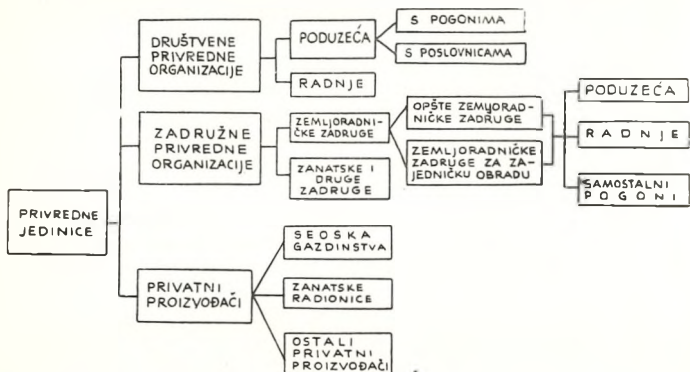 PRIVREDNE
JEDINICE
DRUŠTVENE
PRIVREDNE
ORGANIZACIJE
PODUZEĆA
S POGONIMA
S POSLOVNICAMA
RADNJE
ZADRUŽNE
PRIVREDNE
ORGANIZACIJE
ZEMLJORADNI-
ČKE ZADRUGE
OPŠTE ZEMLJORAD-
NIČKE ZADRUGE
ZEMLJORADNIČKE
ZADRUGE ZA ZA-
JEDNIČKU OBRADU
PODUZEĆA
RADNJE
SAMOSTALNI
POGONI
ZANATSKE I
DRUGE
ZADRUGE
PRIVATNI
PROIZVOĐAČI
SEOSKA
GAZDINSTVA
ZANATSKE
RADIONICE
OSTALI
PRIVATNI
PROIZVOĐAČI